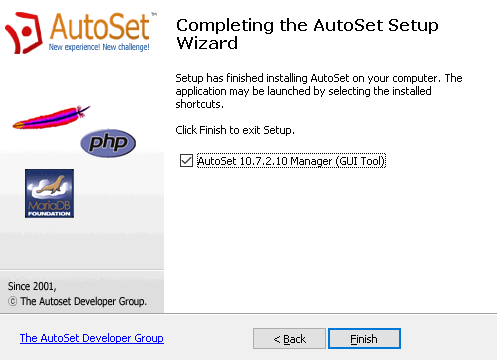 AutoSet™
New experience! New challenge!
Completing the AutoSet Setup
Wizard
Setup has finished installing AutoSet on your computer. The
application may be launched by selecting the installed
shortcuts.
Click Finish to exit Setup.
AutoSet 10.7.2.10 Manager (GUI Tool)
php
MariaDB
FOUNDATION
Since 2001,
© The Autoset Developer Group.
The AutoSet Developer Group
< Back
Finish